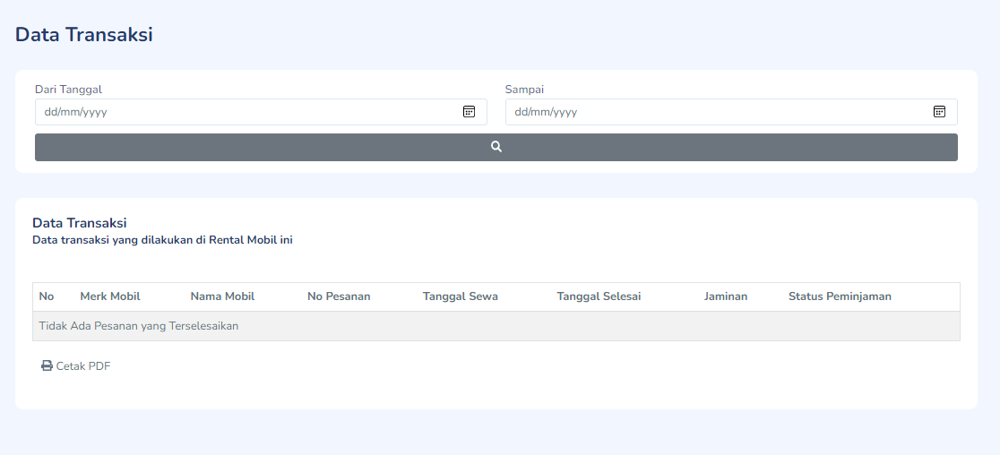 Data Transaksi
Dari Tanggal Sampai
dd/mm/yyyy dd/mm/yyyy
Data Transaksi
Data transaksi yang dilakukan di Rental Mobil ini
No Merk Mobil Nama Mobil No Pesanan Tanggal Sewa Tanggal Selesai Jaminan Status Peminjaman
Tidak Ada Pesanan yang Terselesaikan
Cetak PDF